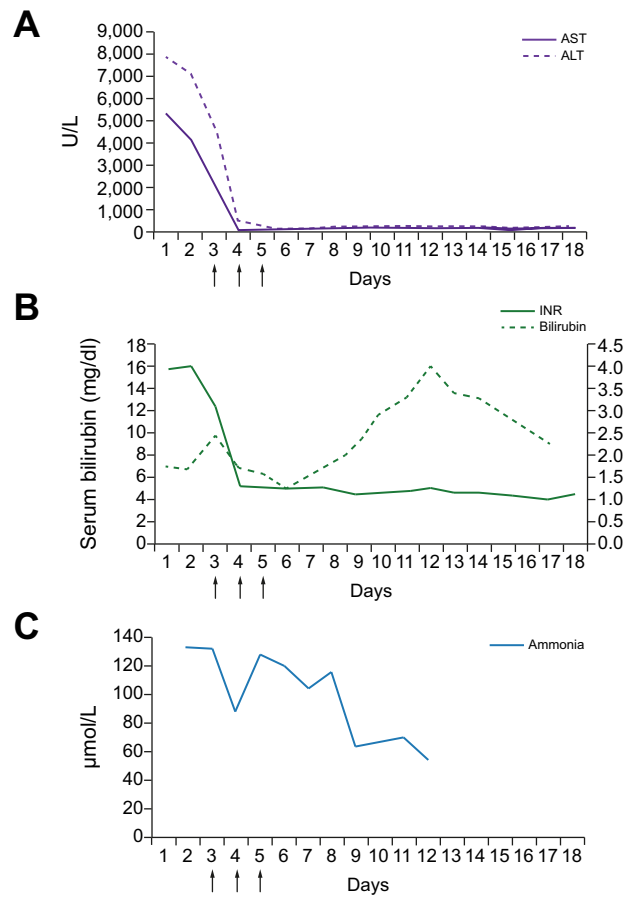 A
9,000
8,000
7,000
6,000
5,000
4,000
3,000
2,000
1,000
0
U/L
AST
ALT
1 2 3 4 5 6 7 8 9 10 11 12 13 14 15 16 17 18
Days
B
INR
Bilirubin
18
16
14
12
10
8
6
4
2
0
Serum bilirubin (mg/dl)
4.5
4.0
3.5
3.0
2.5
2.0
1.5
1.0
0.5
0.0
1 2 3 4 5 6 7 8 9 10 11 12 13 14 15 16 17 18
Days
C
140
120
100
80
60
40
20
0
µmol/L
Ammonia
1 2 3 4 5 6 7 8 9 10 11 12 13 14 15 16 17 18
Days